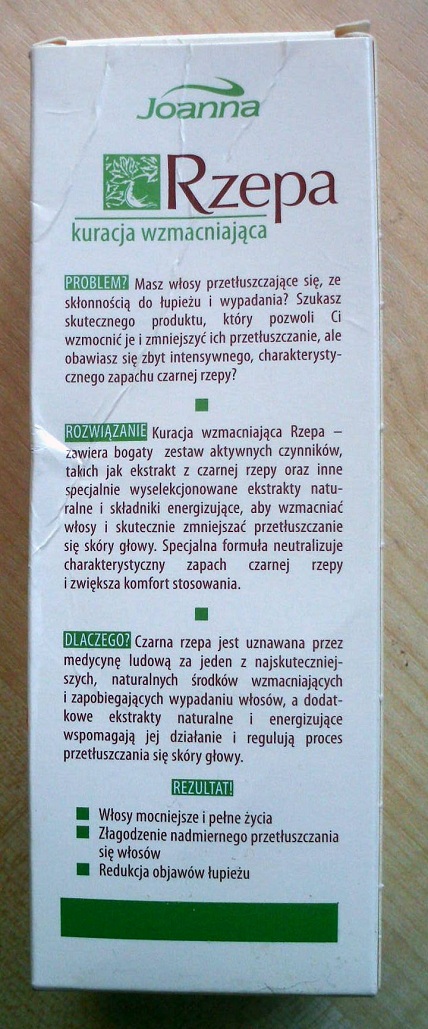 Joanna
Rzepa
kuracja wzmacniająca
PROBLEM? Masz włosy przetłuszczające się, ze
skłonnością do łupieżu i wypadania? Szukasz
skutecznego produktu, który pozwoli Ci
wzmocnić je i zmniejszyć ich przetłuszczanie, ale
obawiasz się zbyt intensywnego, charakterysty-
cznego zapachu czarnej rzepy?
ROZWIĄZANIE Kuracja wzmacniająca Rzepa –
zawiera bogaty zestaw aktywnych czynników,
takich jak ekstrakt z czarnej rzepy oraz inne
specjalnie wyselekcjonowane ekstrakty natu-
ralne i składniki energizujące, aby wzmacniać
włosy i skutecznie zmniejszać przetłuszczanie
się skóry głowy. Specjalna formuła neutralizuje
charakterystyczny zapach czarnej rzepy
i zwiększa komfort stosowania.
DLACZEGO? Czarna rzepa jest uznawana przez
medycynę ludową za jeden z najskuteczniej-
szych, naturalnych środków wzmacniających
i zapobiegających wypadaniu włosów, a dodat-
kowe ekstrakty naturalne i energizujące
wspomagają jej działanie i regulują proces
przetłuszczania się skóry głowy.
REZULTAT!
Włosy mocniejsze i pełne życia
Złagodzenie nadmiernego przetłuszczania
się włosów
Redukcja objawów łupieżu